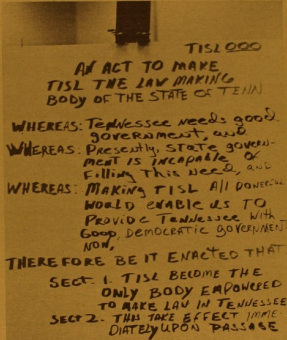 TISL 000
AN ACT TO MAKE
TISL THE LAW MAKING
BODY OF THE STATE OF TENN
WHEREAS: TENNESSEE NEEDS good
government, and
WHEREAS: Presently, STATE govern-
MENT IS INCAPABLE OF
FILLING THIS NEED, AND
WHEREAS: MAKING TISL All POWERFUL
WORLD ENABLE US TO
PROVIDE TENNESSEE WITH
GOOD, DEMOCRATIC GOVERNMENT
NOW,
THEREFORE BE IT ENACTED THAT
SECT. 1. TISL BECOME THE
ONLY BODY EMPOWERED
TO MAKE LAW IN TENNESSEE
SECT 2. THIS TAKE EFFECT IMME-
DIATELY UPON PASSAGE